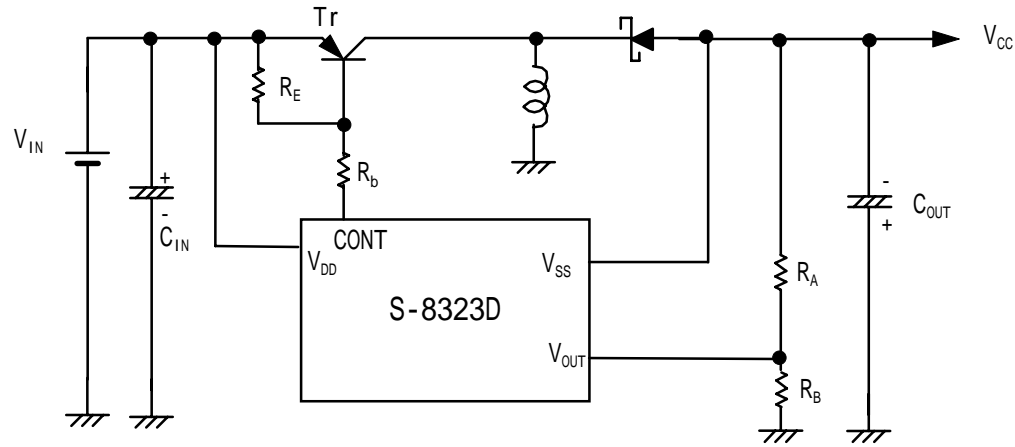 Tr
V_CC
R_E
V_IN
R_b
+
-
C_IN
-
+
C_OUT
CONT
V_DD
V_SS
R_A
S-8323D
V_OUT
R_B